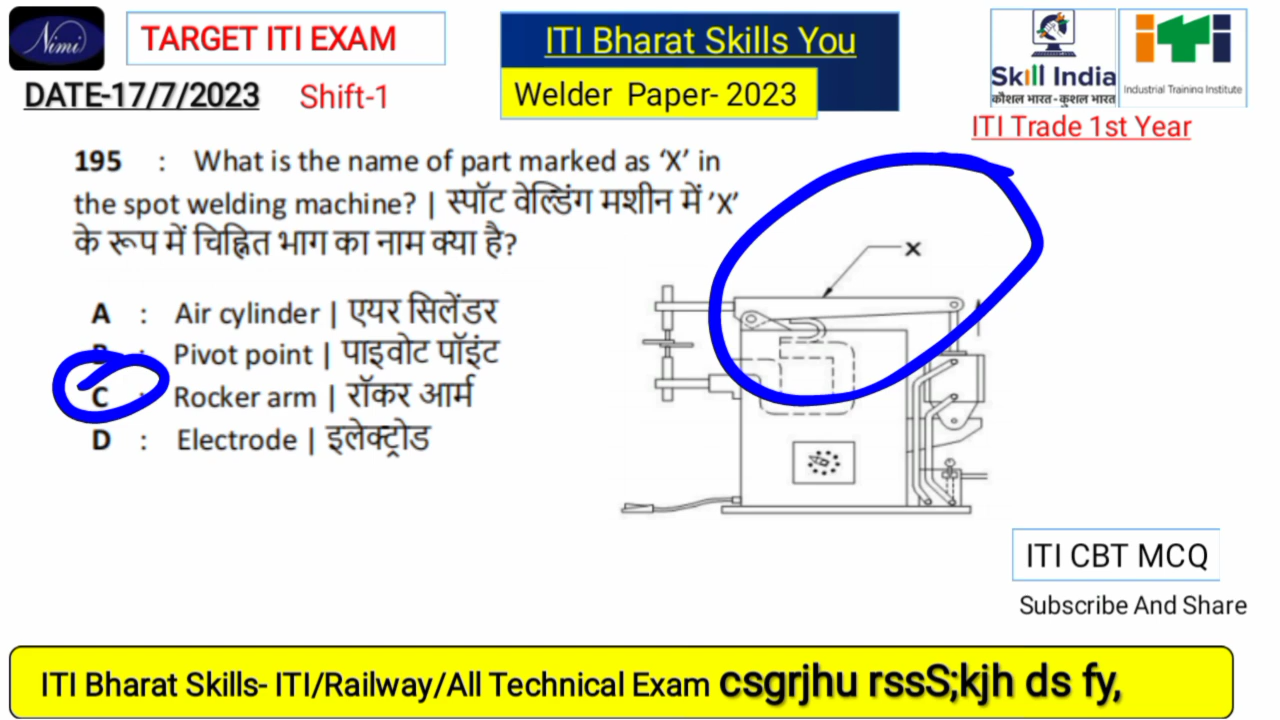 Nimi
TARGET ITI EXAM
ITI Bharat Skills You
Skill India
कौशल भारत-कुशल भारत
iTi
Industrial Training Institute
DATE-17/7/2023 Shift-1
Welder Paper- 2023
ITI Trade 1st Year
195 : What is the name of part marked as ‘X’ in
the spot welding machine? | स्पॉट वेल्डिंग मशीन में ’X’
के रूप में चिह्नित भाग का नाम क्या है?
X
A : Air cylinder | एयर सिलेंडर
B : Pivot point | पाइवोट पॉइंट
C : Rocker arm | रॉकर आर्म
D : Electrode | इलेक्ट्रोड
ITI CBT MCQ
Subscribe And Share
ITI Bharat Skills- ITI/Railway/All Technical Exam csgrjhu rssS;kjh ds fy,